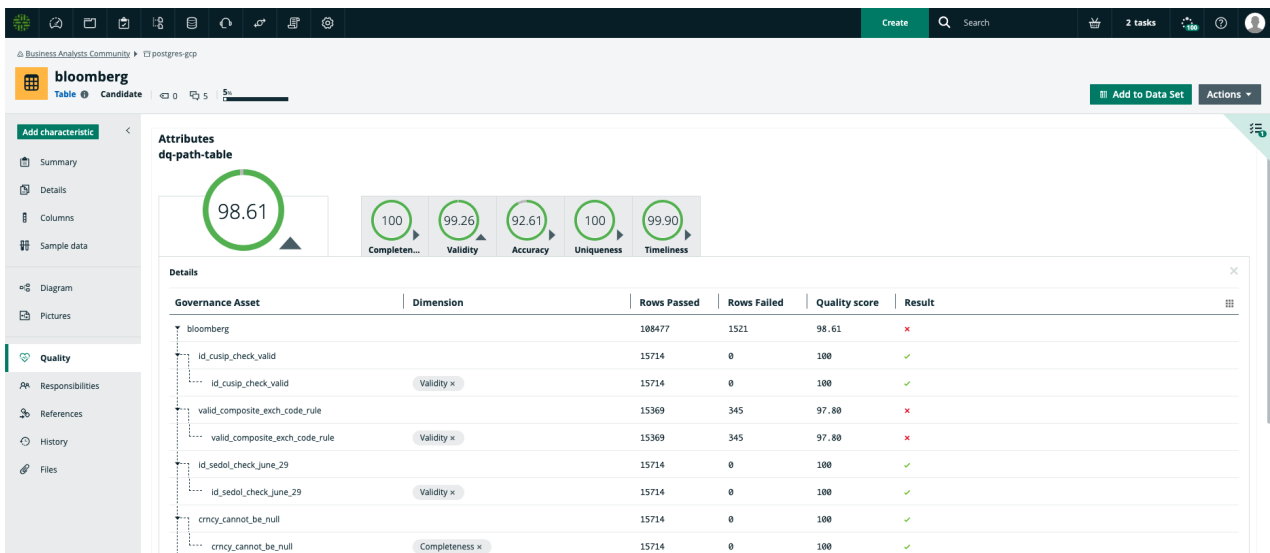 Create
Search
2 tasks
100
Business Analysts Community
postgres-gcp
bloomberg
Table
Candidate
0
5
5%
Add to Data Set
Actions
Add characteristic
Summary
Details
Columns
Sample data
Diagram
Pictures
Quality
Responsibilities
References
History
Files
1
Attributes
dq-path-table
98.61
100
99.26
92.61
100
99.90
Completen...
Validity
Accuracy
Uniqueness
Timeliness
Details
Governance Asset Dimension Rows Passed Rows Failed Quality score Result
bloomberg 108477 1521 98.61
id_cusip_check_valid 15714 0 100
id_cusip_check_valid Validity × 15714 0 100
valid_composite_exch_code_rule 15369 345 97.80
valid_composite_exch_code_rule Validity × 15369 345 97.80
id_sedol_check_june_29 15714 0 100
id_sedol_check_june_29 Validity × 15714 0 100
crncy_cannot_be_null 15714 0 100
crncy_cannot_be_null Completeness × 15714 0 100